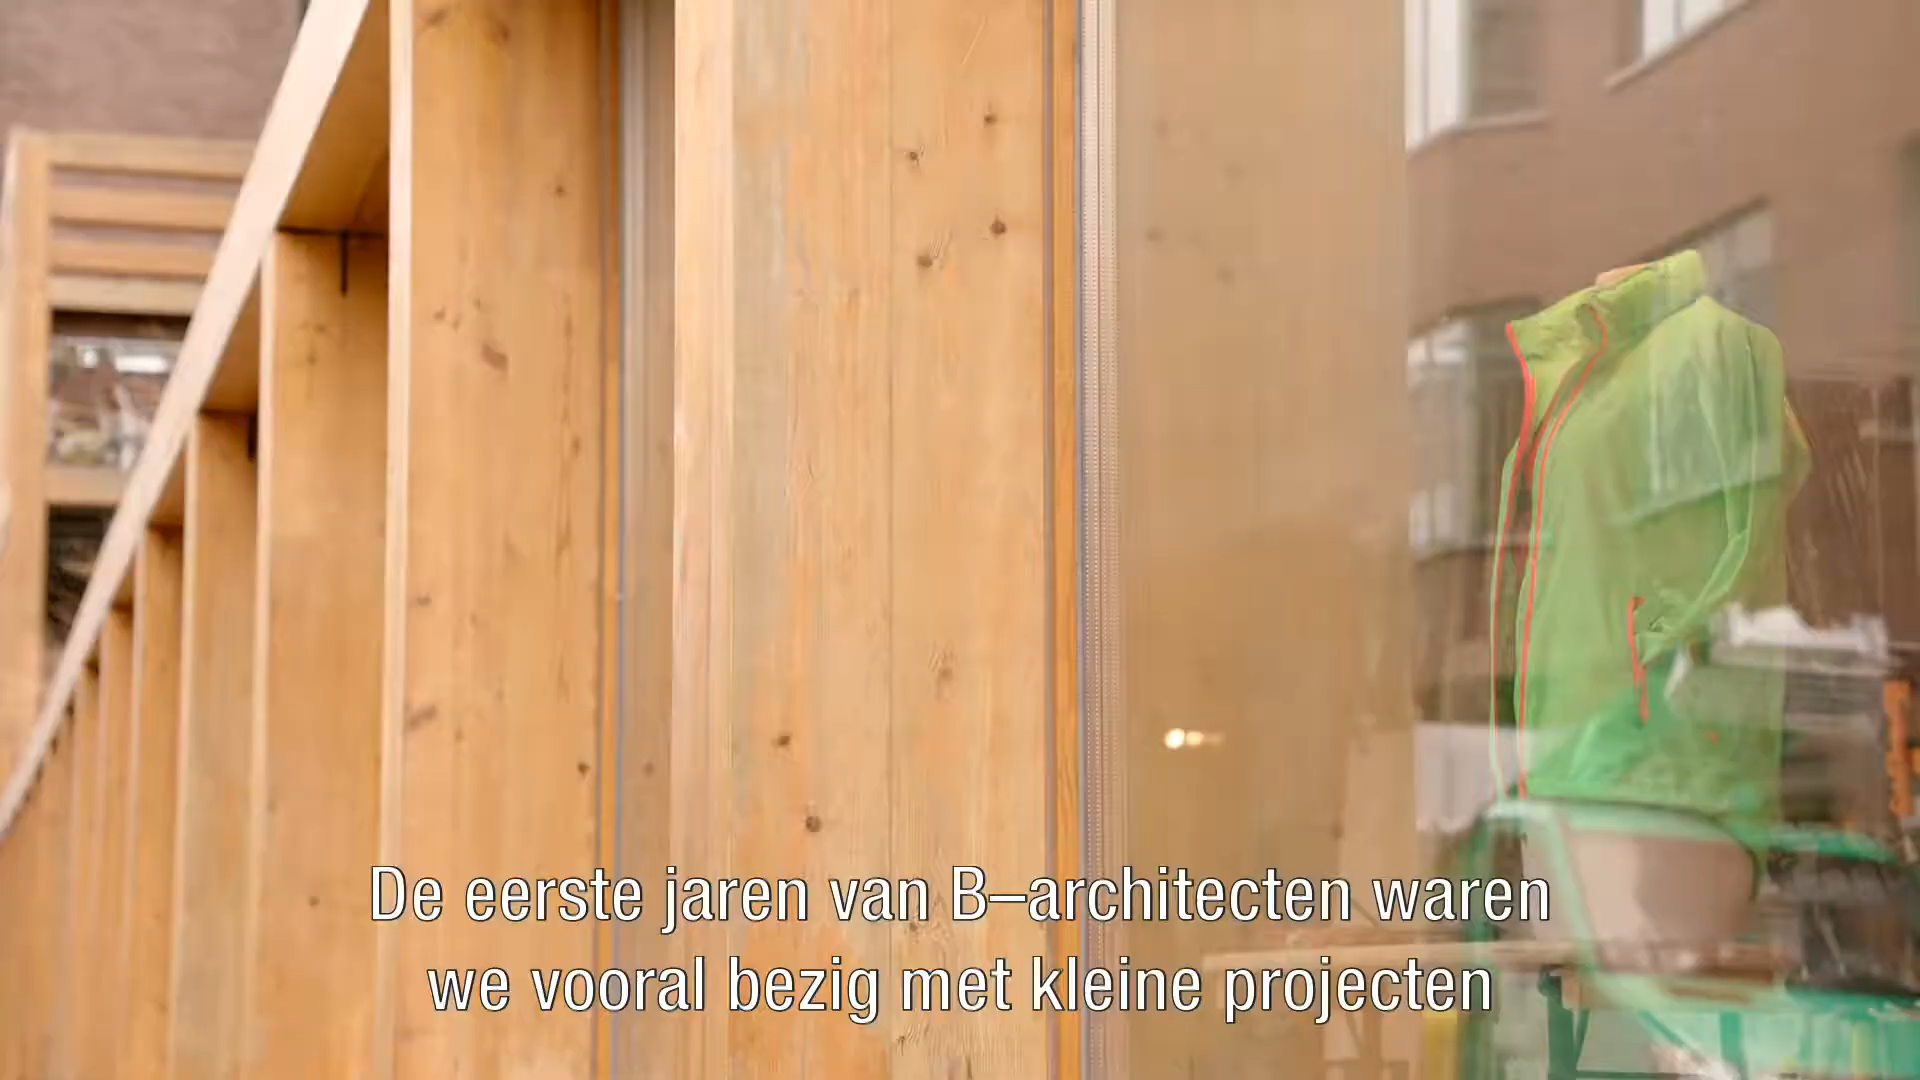 De eerste jaren van B–architecten waren
we vooral bezig met kleine projecten